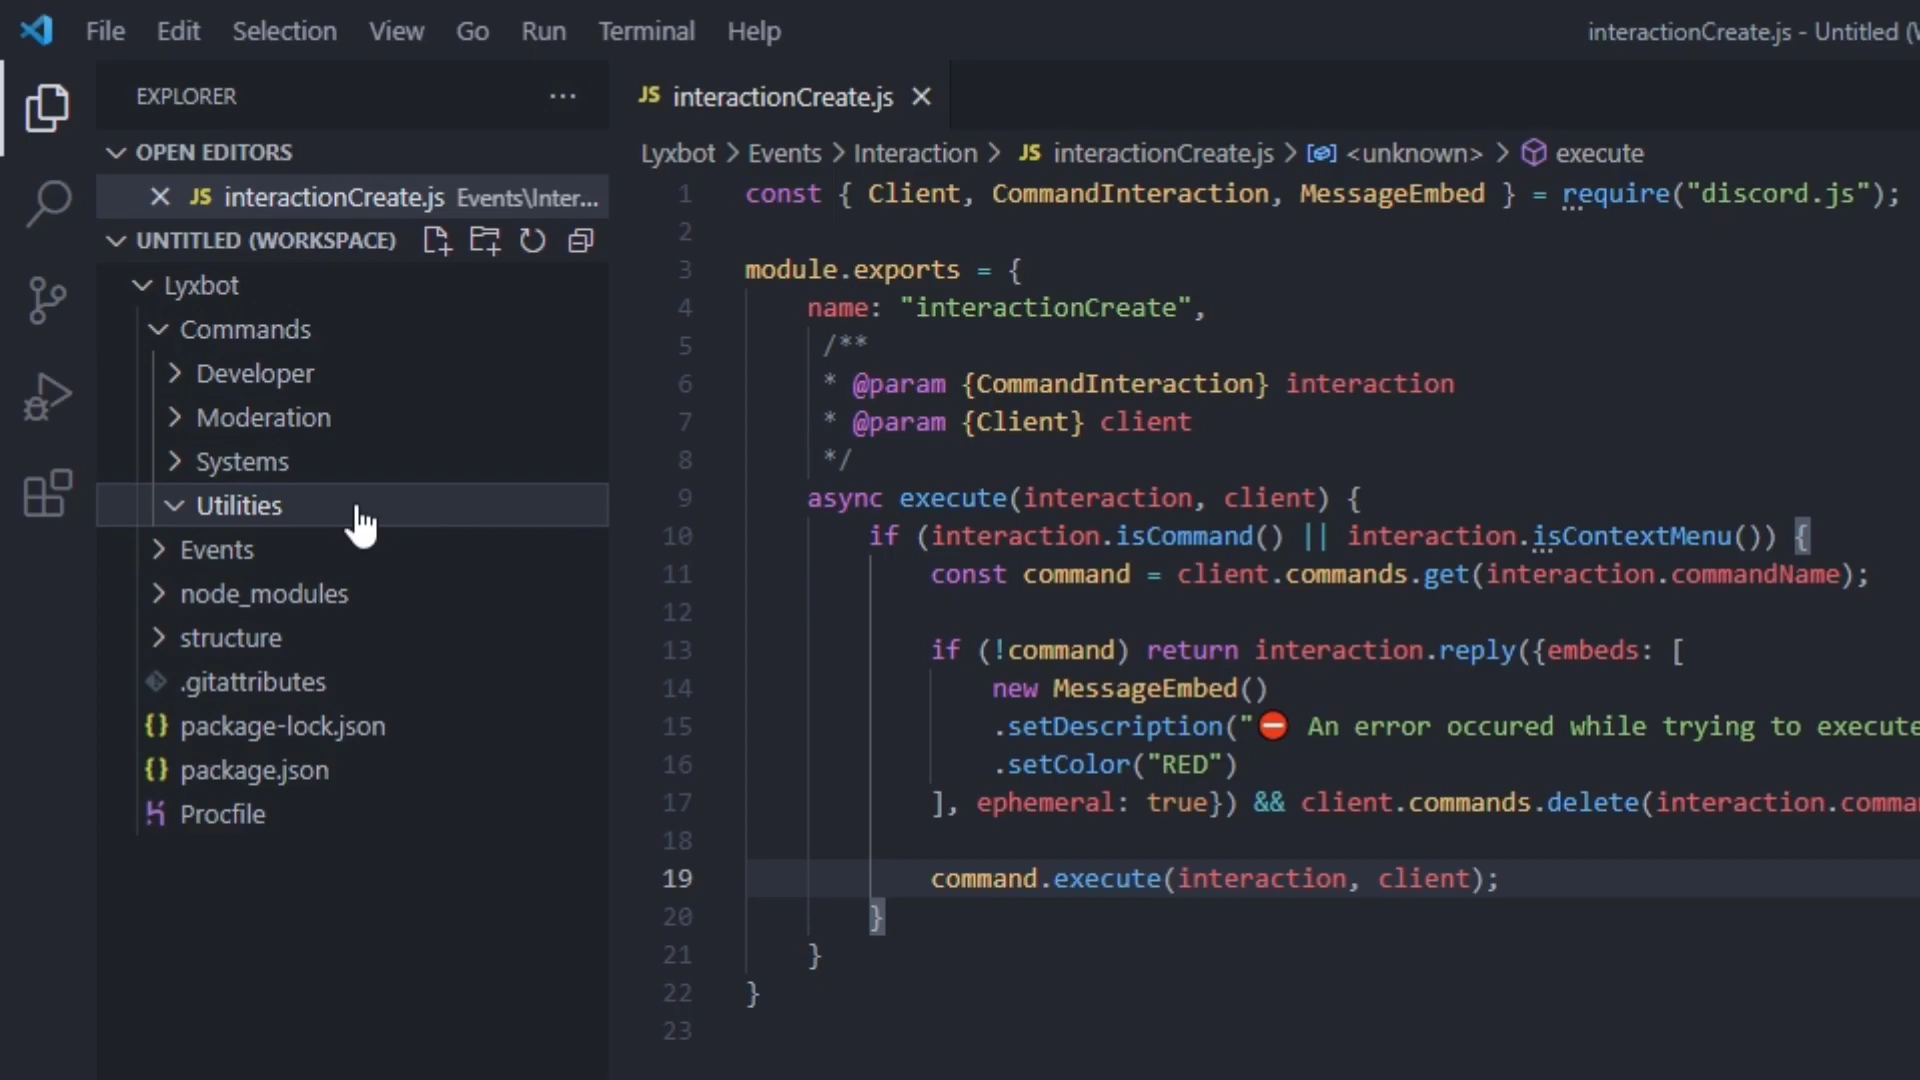 File Edit Selection View Go Run Terminal Help
interactionCreate.js - Untitled (
EXPLORER
OPEN EDITORS
JS interactionCreate.js Events\Inter...
UNTITLED (WORKSPACE)
Lyxbot
Commands
Developer
Moderation
Systems
Utilities
Events
node_modules
structure
.gitattributes
{} package-lock.json
{} package.json
Procfile
JS interactionCreate.js
Lyxbot > Events > Interaction > JS interactionCreate.js > <unknown> > execute
1 const { Client, CommandInteraction, MessageEmbed } = require("discord.js");
2
3 module.exports = {
4 name: "interactionCreate",
5 /**
6 * @param {CommandInteraction} interaction
7 * @param {Client} client
8 */
9 async execute(interaction, client) {
10 if (interaction.isCommand() || interaction.isContextMenu()) {
11 const command = client.commands.get(interaction.commandName);
12
13 if (!command) return interaction.reply({embeds: [
14 new MessageEmbed()
15 .setDescription("⛔ An error occured while trying to execute
16 .setColor("RED")
17 ], ephemeral: true}) && client.commands.delete(interaction.comma
18
19 command.execute(interaction, client);
20 }
21 }
22 }
23